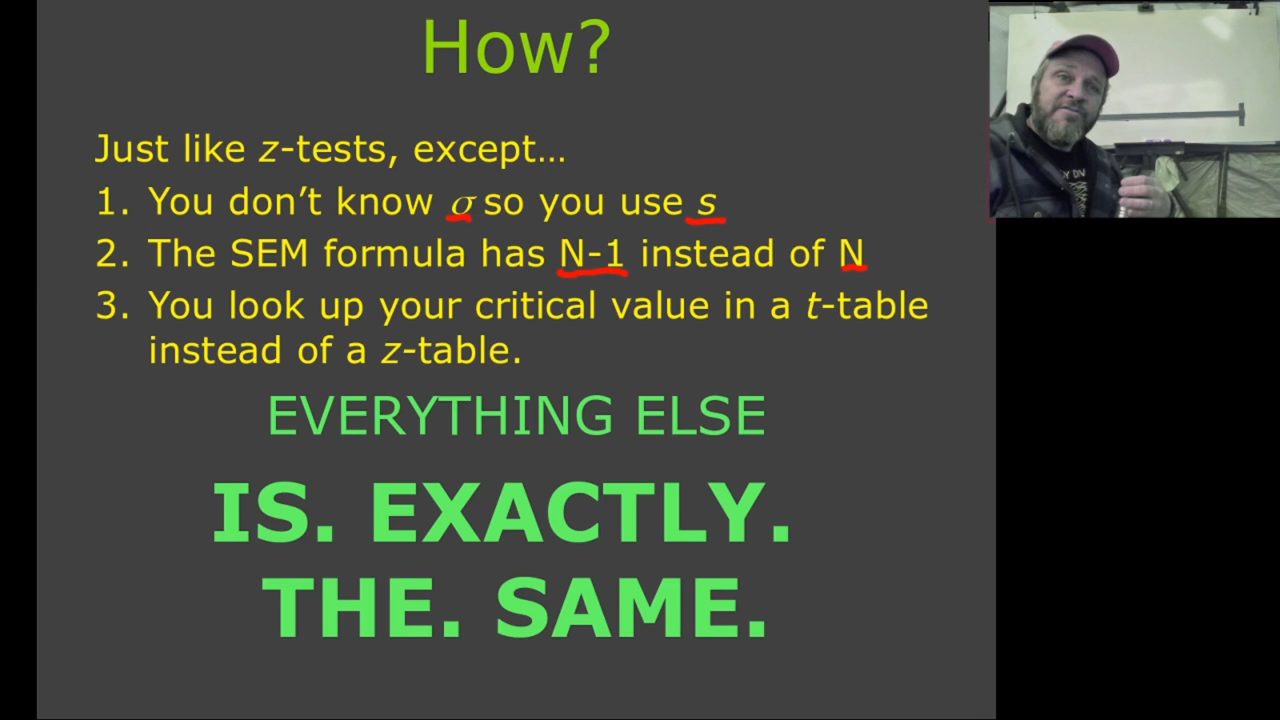 How?
Just like z-tests, except…
1. You don’t know σ so you use s
2. The SEM formula has N-1 instead of N
3. You look up your critical value in a t-table
instead of a z-table.
EVERYTHING ELSE
IS. EXACTLY.
THE. SAME.